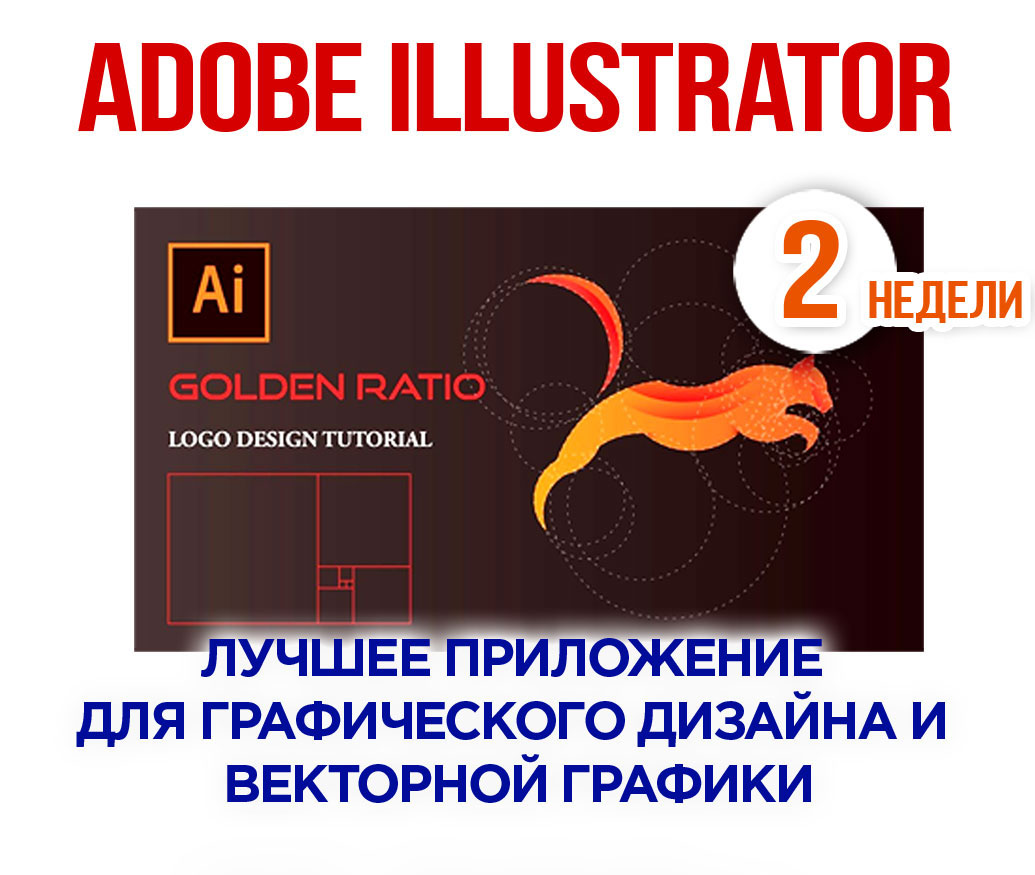 ADOBE ILLUSTRATOR
2 НЕДЕЛИ
Ai
GOLDEN RATIO
LOGO DESIGN TUTORIAL
ЛУЧШЕЕ ПРИЛОЖЕНИЕ
ДЛЯ ГРАФИЧЕСКОГО ДИЗАЙНА И
ВЕКТОРНОЙ ГРАФИКИ